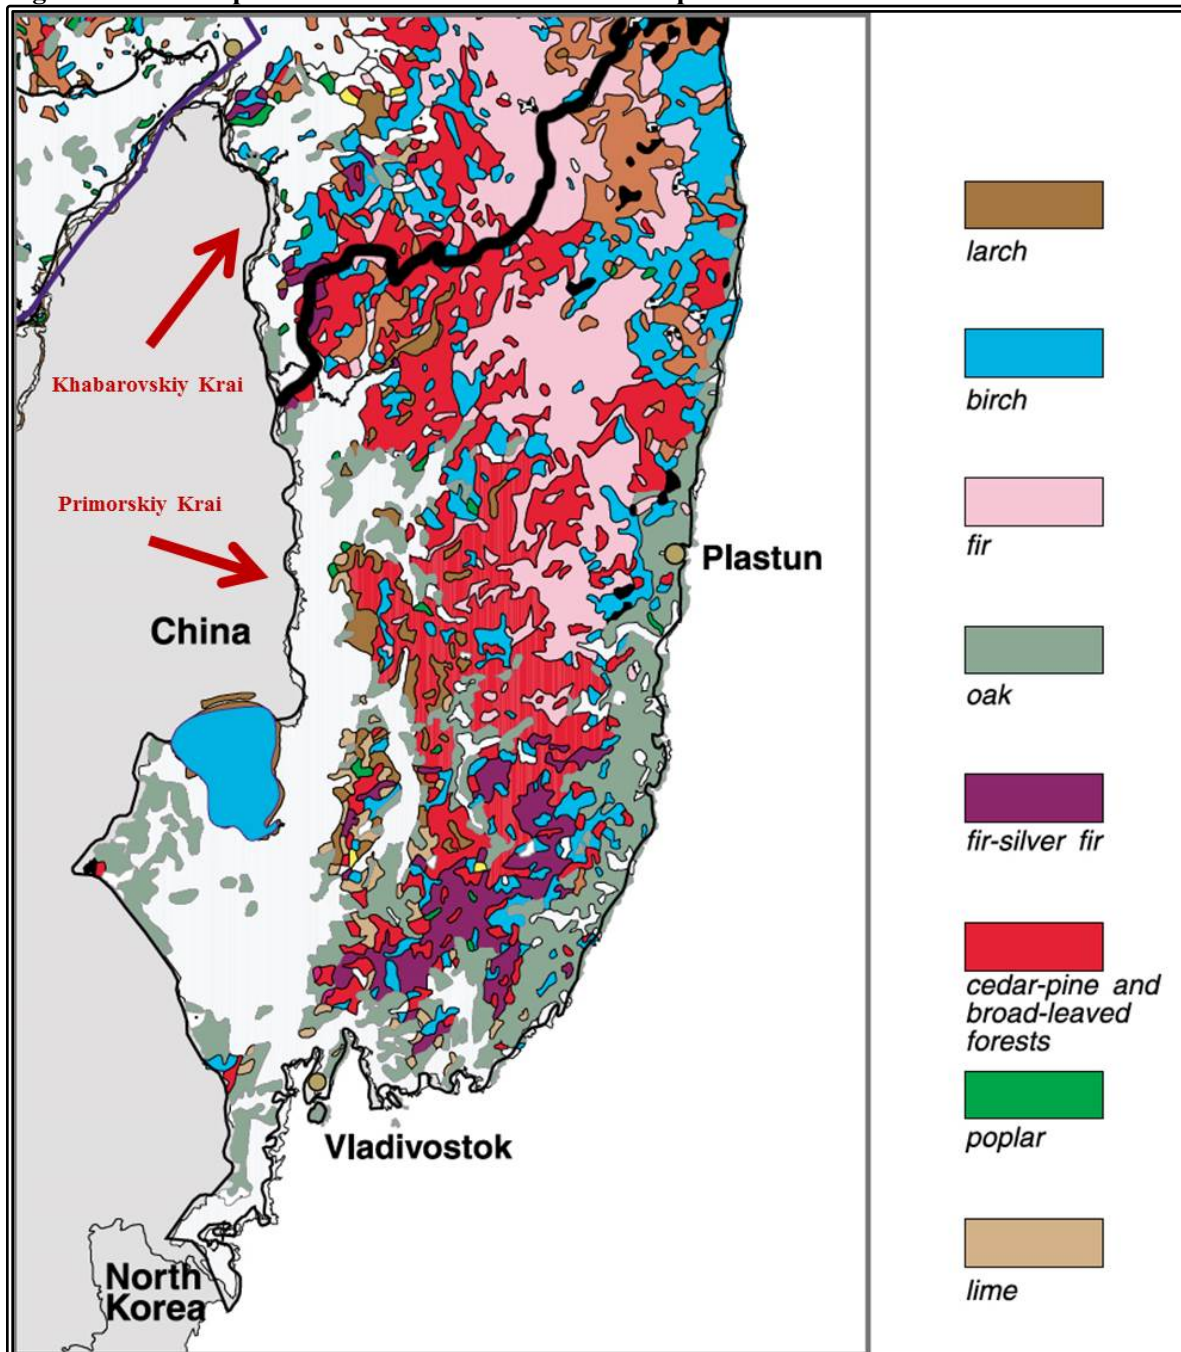 Khabarovskiy Krai
Primorskiy Krai
China
Plastun
Vladivostok
North
Korea
larch
birch
fir
oak
fir-silver fir
cedar-pine and
broad-leaved
forests
poplar
lime